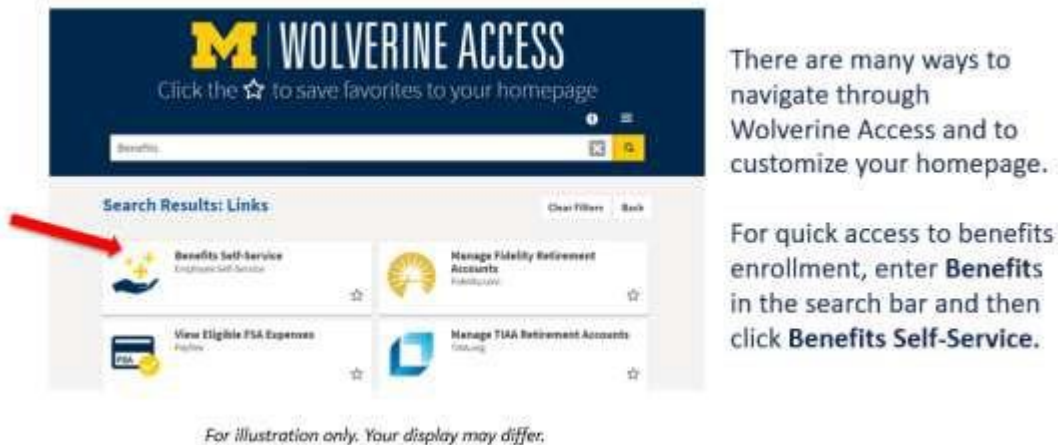 M WOLVERINE ACCESS
Click the ☆ to save favorites to your homepage
Benefits
Search Results: Links
Clear Filters Back
Benefits Self-Service
Employee Self-Service
Manage Fidelity Retirement
Accounts
Fidelity.com
View Eligible FSA Expenses
PayFlex
FSA
Manage TIAA Retirement Accounts
TIAA.org
For illustration only. Your display may differ.
There are many ways to
navigate through
Wolverine Access and to
customize your homepage.
For quick access to benefits
enrollment, enter Benefits
in the search bar and then
click Benefits Self-Service.